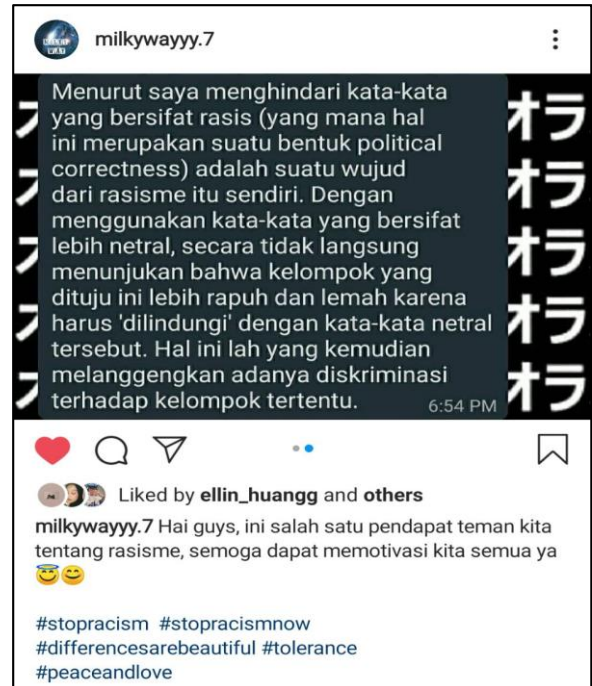 milkywayyy.7
Menurut saya menghindari kata-kata
yang bersifat rasis (yang mana hal
ini merupakan suatu bentuk political
correctness) adalah suatu wujud
dari rasisme itu sendiri. Dengan
menggunakan kata-kata yang bersifat
lebih netral, secara tidak langsung
menunjukan bahwa kelompok yang
dituju ini lebih rapuh dan lemah karena
harus 'dilindungi' dengan kata-kata netral
tersebut. Hal ini lah yang kemudian
melanggengkan adanya diskriminasi
terhadap kelompok tertentu. 6:54 PM
オラ
オラ
オラ
オラ
オラ
Liked by ellin_huangg and others
milkywayyy.7 Hai guys, ini salah satu pendapat teman kita
tentang rasisme, semoga dapat memotivasi kita semua ya
😇😊
#stopracism #stopracismnow
#differencesarebeautiful #tolerance
#peaceandlove